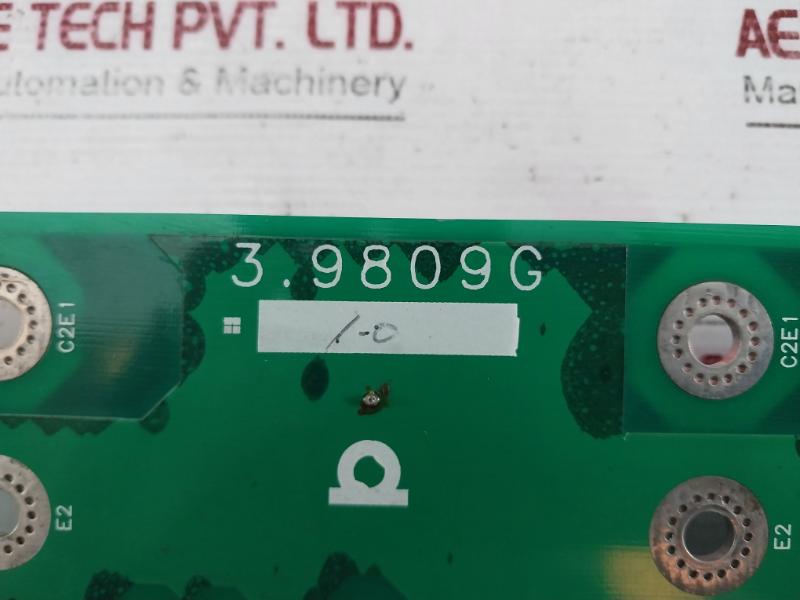 E TECH PVT. LTD.
utomation & Machinery
AE
Ma
3.9809G
1-0
C2E1
C2E1
E2
E2